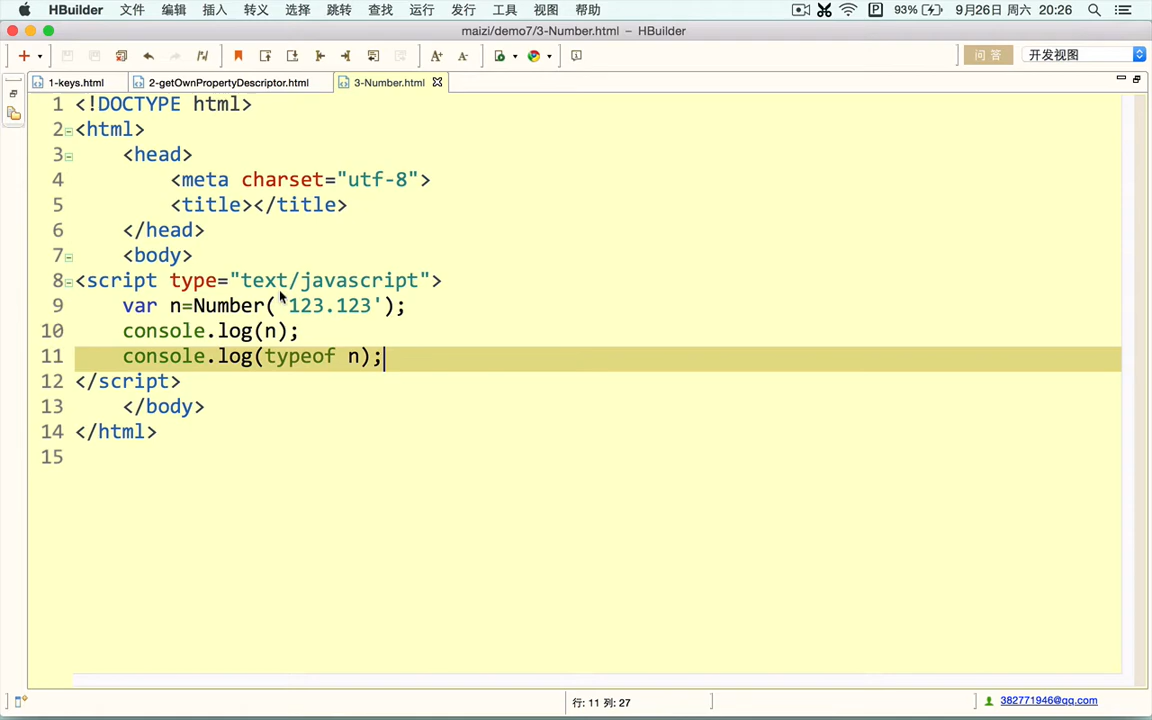 HBuilder 文件 编辑 插入 转义 选择 跳转 查找 运行 发行 工具 视图 帮助 93% 9月26日 周六 20:26
maizi/demo7/3-Number.html – HBuilder
问 答 开发视图
1-keys.html 2-getOwnPropertyDescriptor.html 3-Number.html
1 <!DOCTYPE html>
2 <html>
3 <head>
4 <meta charset="utf-8">
5 <title></title>
6 </head>
7 <body>
8 <script type="text/javascript">
9 var n=Number('123.123');
10 console.log(n);
11 console.log(typeof n);
12 </script>
13 </body>
14 </html>
15
行: 11 列: 27 382771946@qq.com